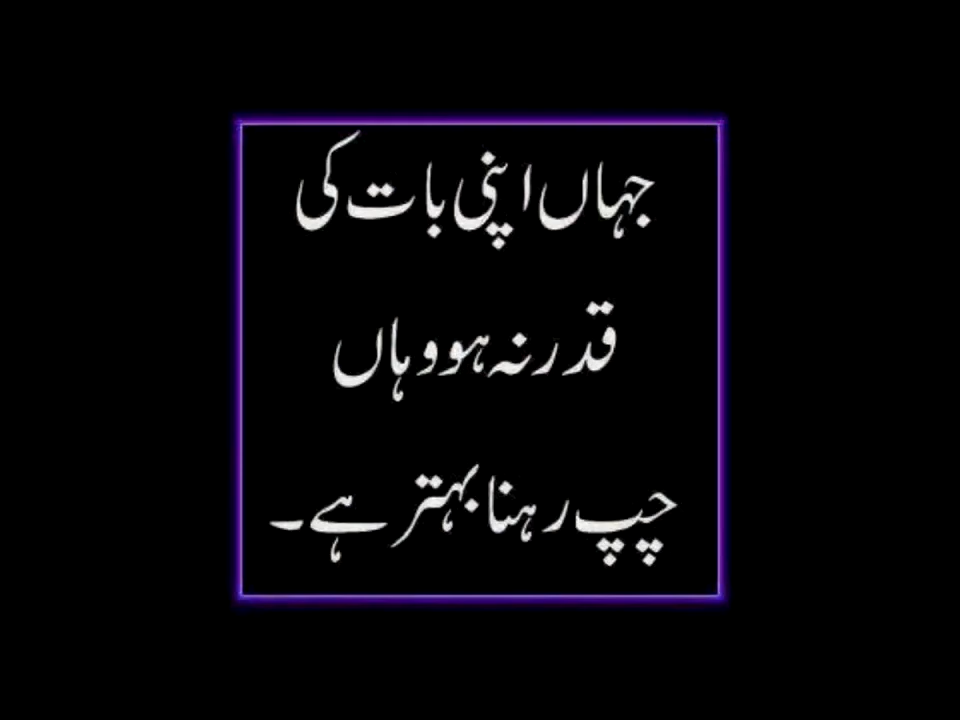 جہاں اپنی بات کی
قدر نہ ہو وہاں
چپ رہنا بہتر ہے۔